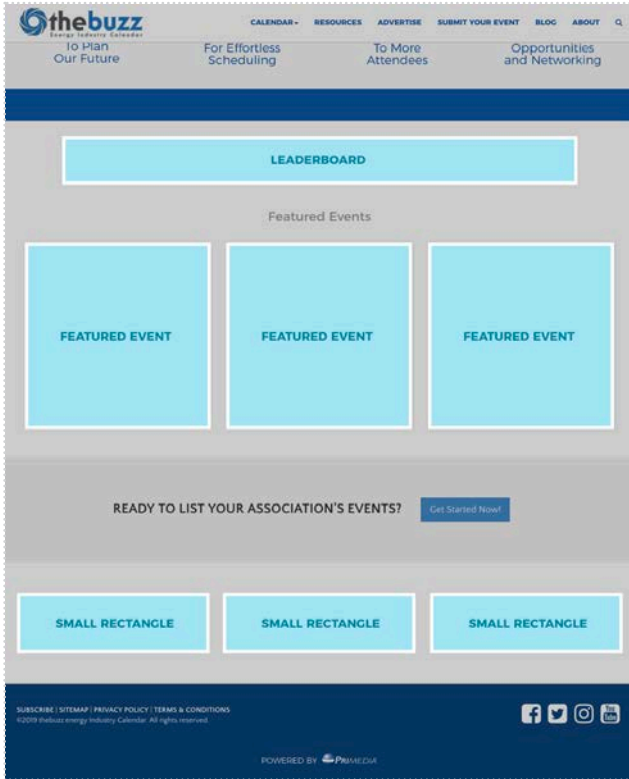 thebuzz
Energy Industry Calendar
CALENDAR RESOURCES ADVERTISE SUBMIT YOUR EVENT BLOG ABOUT
To Plan
Our Future
For Effortless
Scheduling
To More
Attendees
Opportunities
and Networking
LEADERBOARD
Featured Events
FEATURED EVENT FEATURED EVENT FEATURED EVENT
READY TO LIST YOUR ASSOCIATION'S EVENTS? Get Started Now!
SMALL RECTANGLE SMALL RECTANGLE SMALL RECTANGLE
SUBSCRIBE | SITEMAP | PRIVACY POLICY | TERMS & CONDITIONS
©2019 thebuzz energy Industry Calendar. All rights reserved.
You
Tube
POWERED BY PRIMEDIA